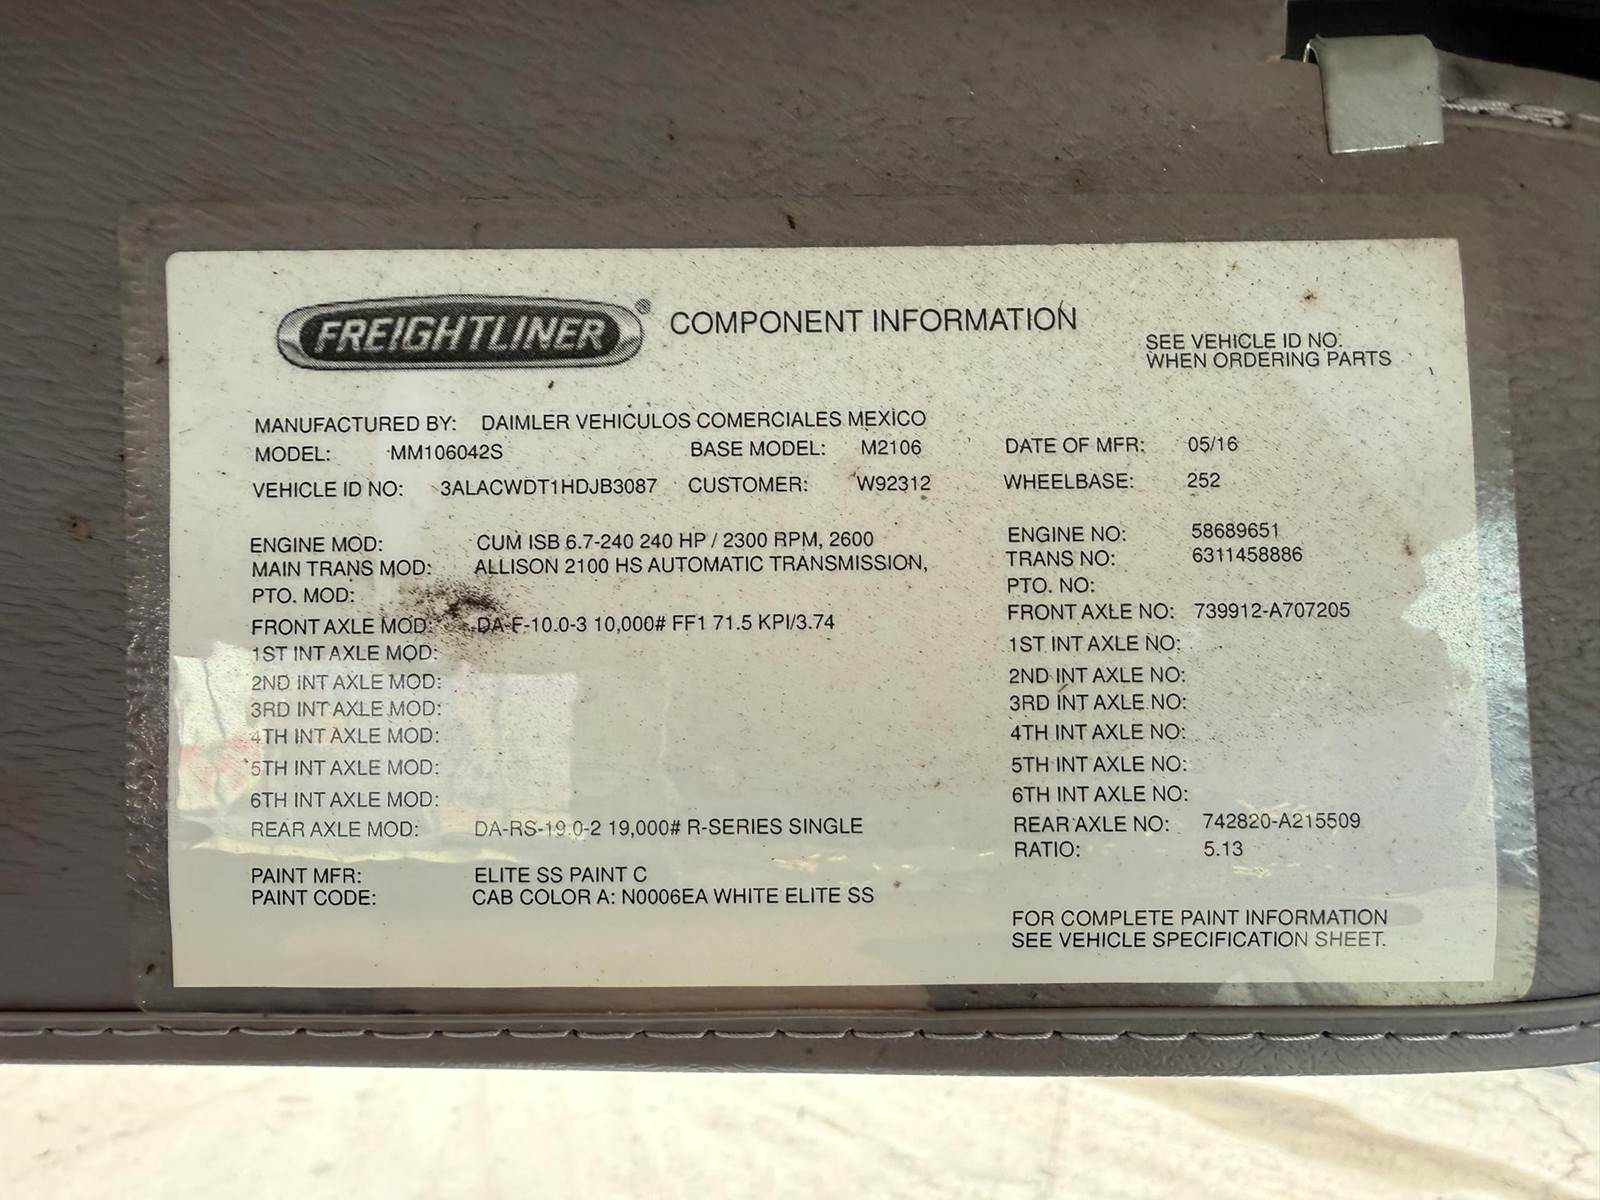 FREIGHTLINER® COMPONENT INFORMATION
SEE VEHICLE ID NO.
WHEN ORDERING PARTS
MANUFACTURED BY: DAIMLER VEHICULOS COMERCIALES MEXICO
MODEL: MM106042S BASE MODEL: M2106 DATE OF MFR: 05/16
VEHICLE ID NO: 3ALACWDT1HDJB3087 CUSTOMER: W92312 WHEELBASE: 252
ENGINE MOD: CUM ISB 6.7-240 240 HP / 2300 RPM, 2600 ENGINE NO: 58689651
MAIN TRANS MOD: ALLISON 2100 HS AUTOMATIC TRANSMISSION, TRANS NO: 6311458886
PTO. MOD: PTO. NO:
FRONT AXLE MOD: DA-F-10.0-3 10,000# FF1 71.5 KPI/3.74 FRONT AXLE NO: 739912-A707205
1ST INT AXLE MOD: 1ST INT AXLE NO:
2ND INT AXLE MOD: 2ND INT AXLE NO:
3RD INT AXLE MOD: 3RD INT AXLE NO:
4TH INT AXLE MOD: 4TH INT AXLE NO:
5TH INT AXLE MOD: 5TH INT AXLE NO:
6TH INT AXLE MOD: 6TH INT AXLE NO:
REAR AXLE MOD: DA-RS-19.0-2 19,000# R-SERIES SINGLE REAR AXLE NO: 742820-A215509
RATIO: 5.13
PAINT MFR: ELITE SS PAINT C
PAINT CODE: CAB COLOR A: N0006EA WHITE ELITE SS
FOR COMPLETE PAINT INFORMATION
SEE VEHICLE SPECIFICATION SHEET.